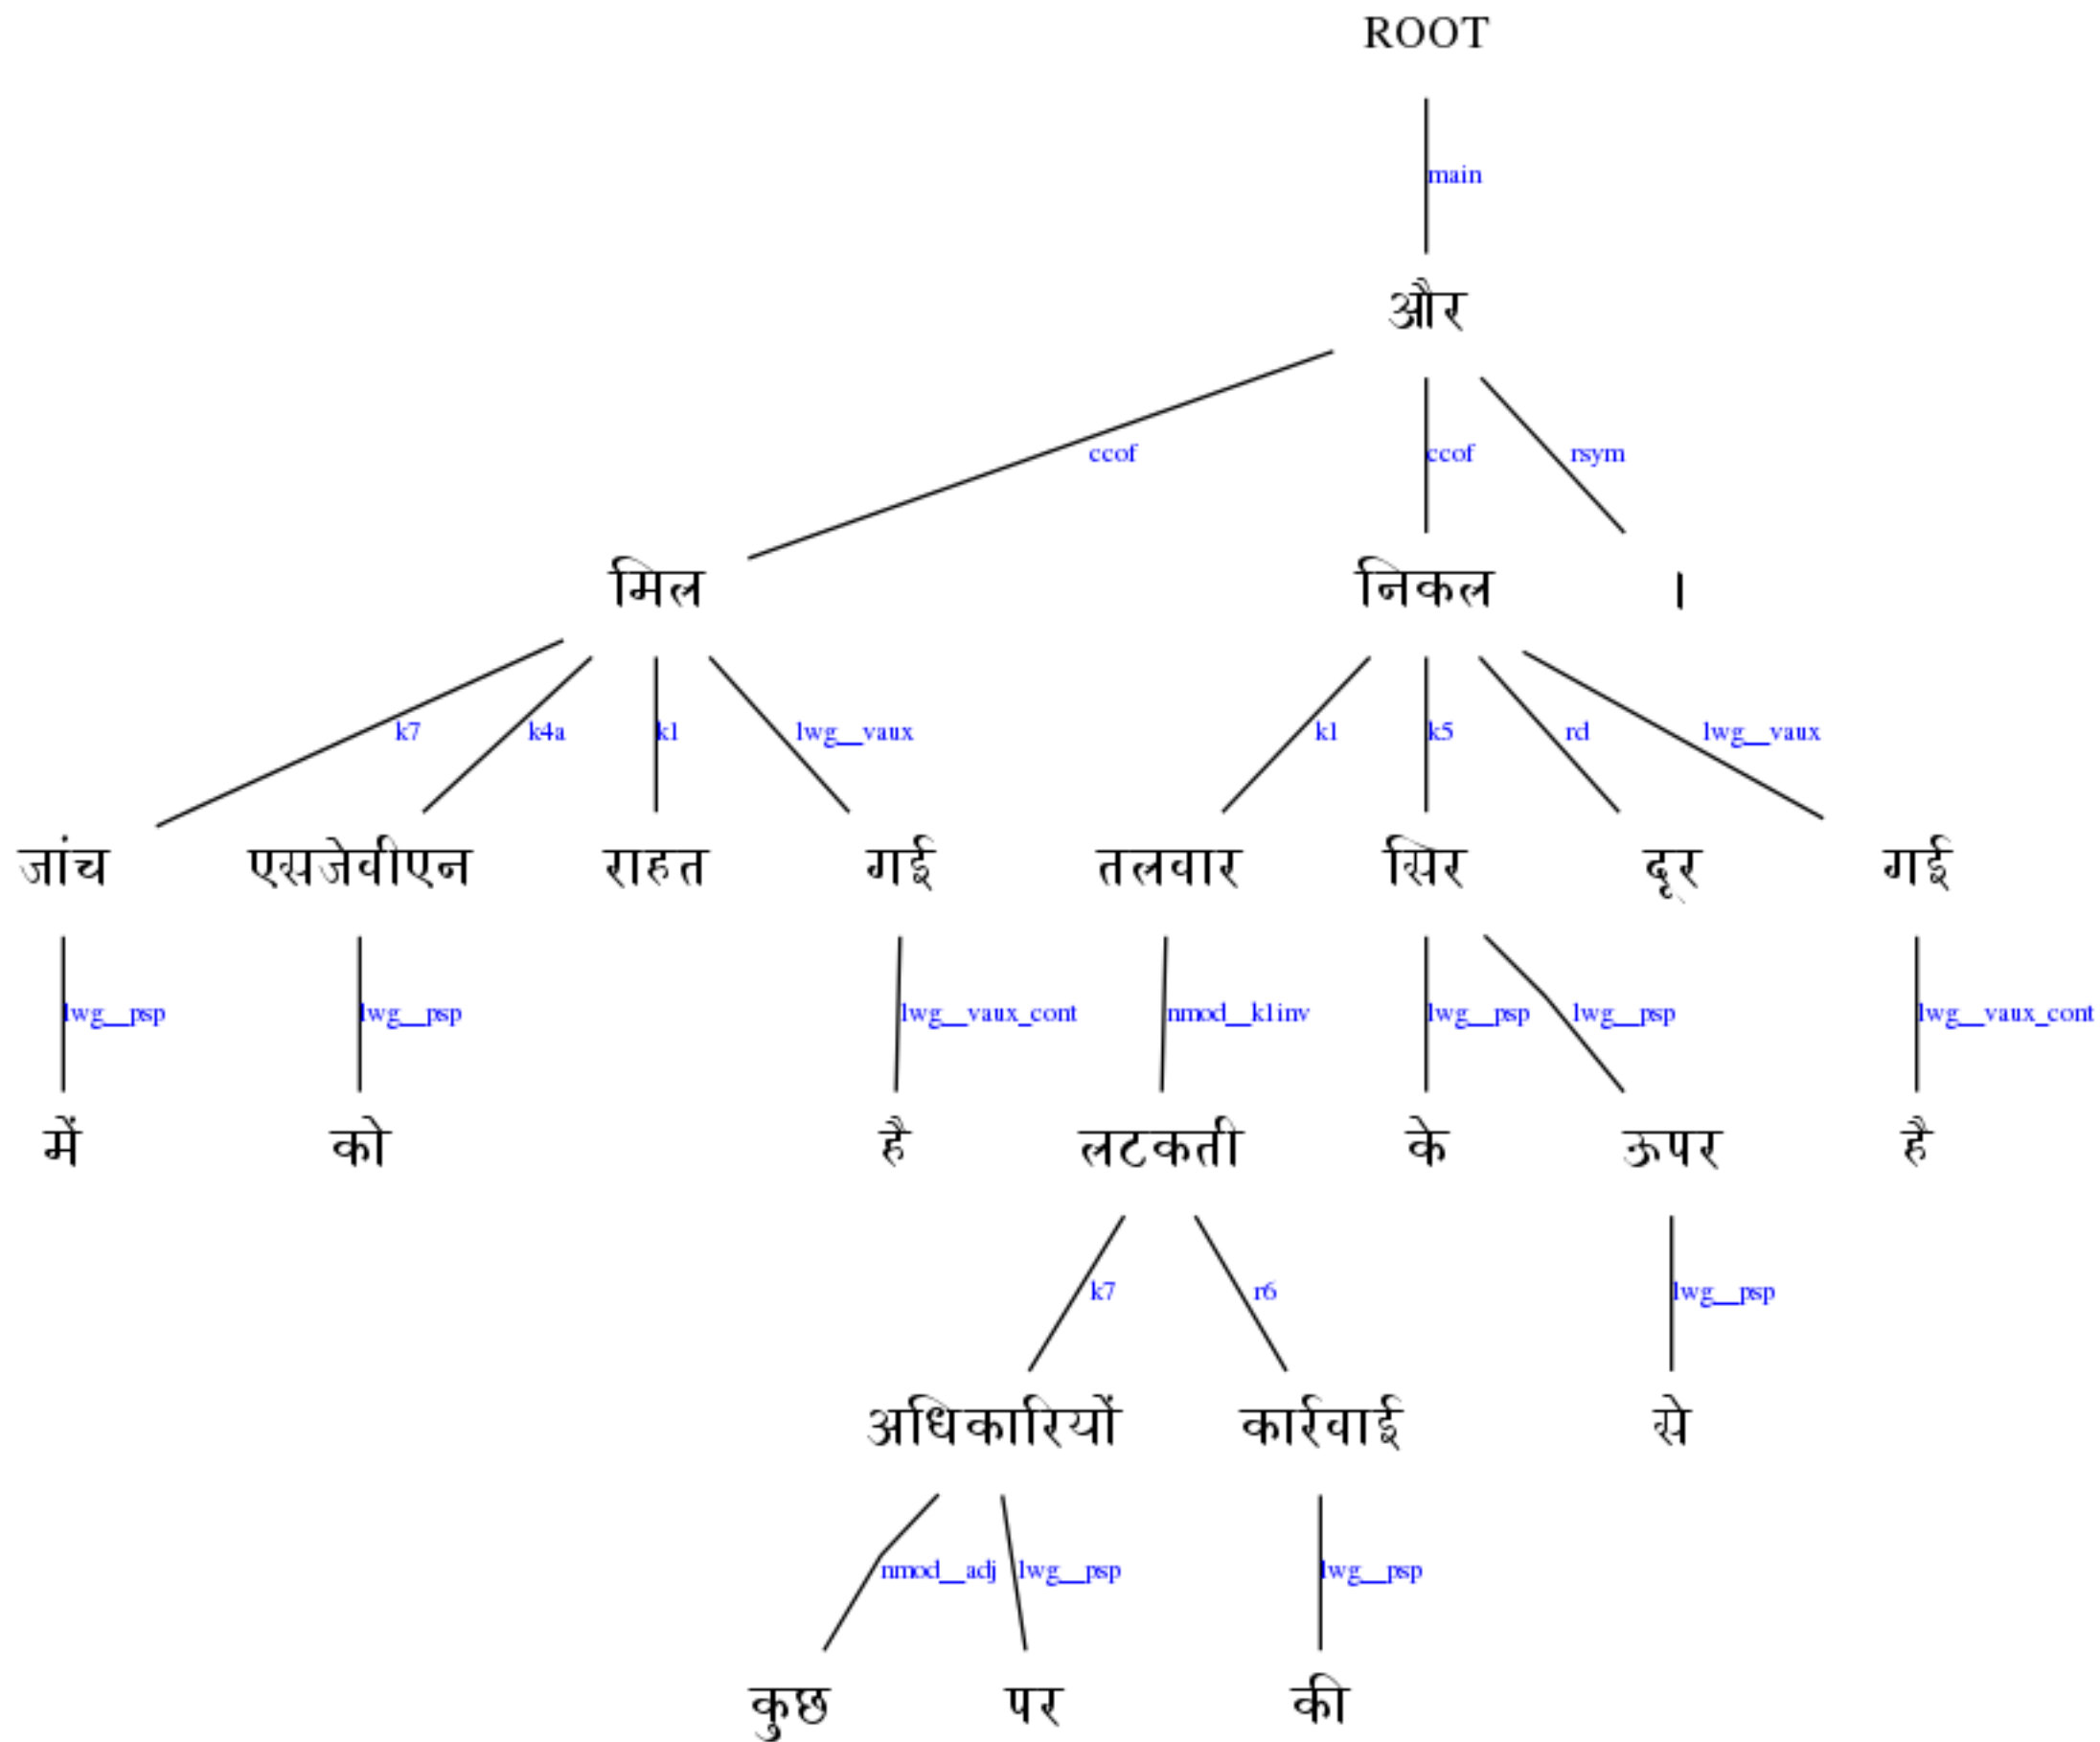 ROOT
main
और
ccof ccof rsym
मिल निकल ।
k7 k4a k1 lwg__vaux k1 k5 rd lwg__vaux
जांच एसजेवीएन राहत गई तलवार सिर दूर गई
lwg__psp lwg__psp lwg__vaux_cont nmod__k1inv lwg__psp lwg__psp lwg__vaux_cont
में को है लटकती के ऊपर है
k7 r6 lwg__psp
अधिकारियों कार्रवाई से
nmod__adj lwg__psp lwg__psp
कुछ पर की